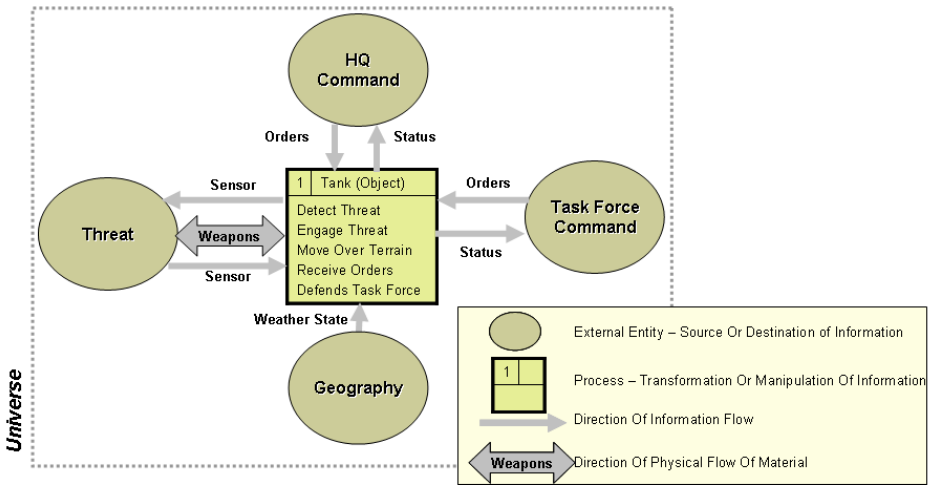 HQ
Command
Orders
Status
Sensor
1 Tank (Object)
Orders
Threat
Weapons
Detect Threat
Engage Threat
Move Over Terrain
Receive Orders
Defends Task Force
Task Force
Command
Sensor
Status
Weather State
Geography
Universe
External Entity – Source Or Destination of Information
1
Process – Transformation Or Manipulation Of Information
Direction Of Information Flow
Weapons
Direction Of Physical Flow Of Material